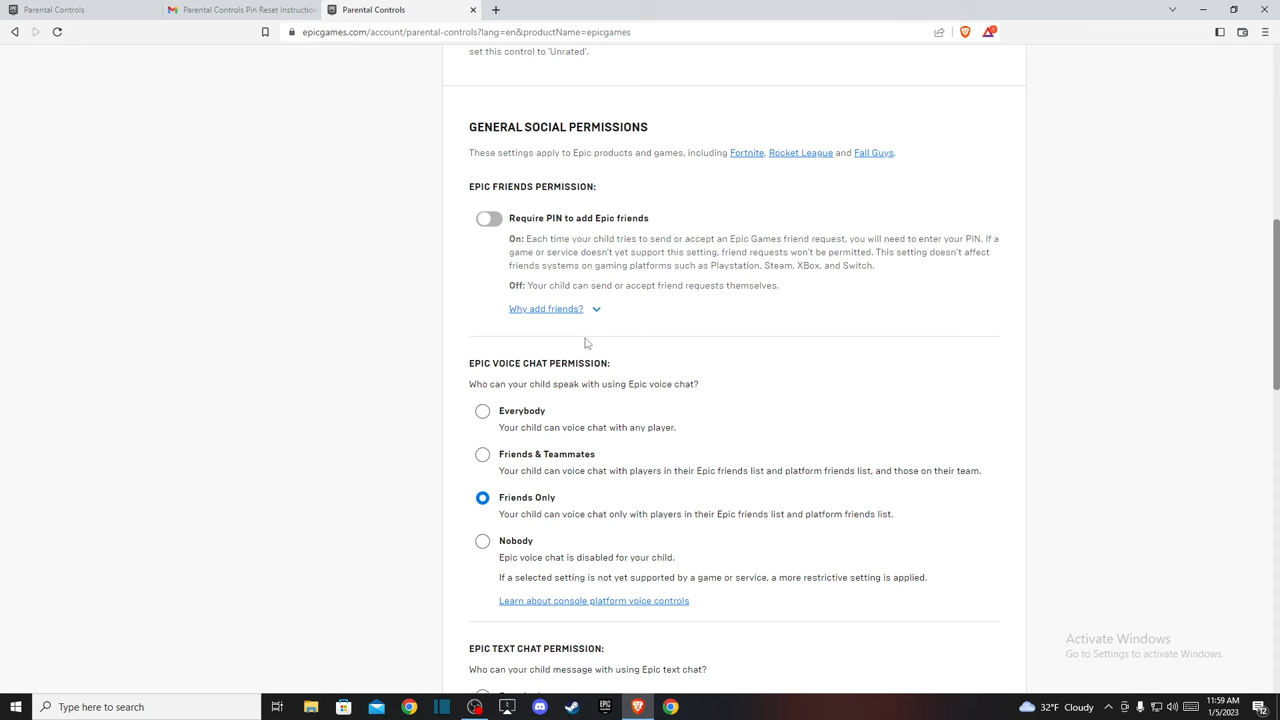 Parental Controls
Parental Controls Pin Reset Instruction
Parental Controls
epicgames.com/account/parental-controls?lang=en&productName=epicgames
set this control to 'Unrated'.
GENERAL SOCIAL PERMISSIONS
These settings apply to Epic products and games, including Fortnite, Rocket League and Fall Guys.
EPIC FRIENDS PERMISSION:
Require PIN to add Epic friends
On: Each time your child tries to send or accept an Epic Games friend request, you will need to enter your PIN. If a
game or service doesn't yet support this setting, friend requests won't be permitted. This setting doesn't affect
friends systems on gaming platforms such as Playstation, Steam, XBox, and Switch.
Off: Your child can send or accept friend requests themselves.
Why add friends?
EPIC VOICE CHAT PERMISSION:
Who can your child speak with using Epic voice chat?
Everybody
Your child can voice chat with any player.
Friends & Teammates
Your child can voice chat with players in their Epic friends list and platform friends list, and those on their team.
Friends Only
Your child can voice chat only with players in their Epic friends list and platform friends list.
Nobody
Epic voice chat is disabled for your child.
If a selected setting is not yet supported by a game or service, a more restrictive setting is applied.
Learn about console platform voice controls
EPIC TEXT CHAT PERMISSION:
Who can your child message with using Epic text chat?
Activate Windows
Go to Settings to activate Windows.
Type here to search
32°F Cloudy
11:59 AM
1/5/2023